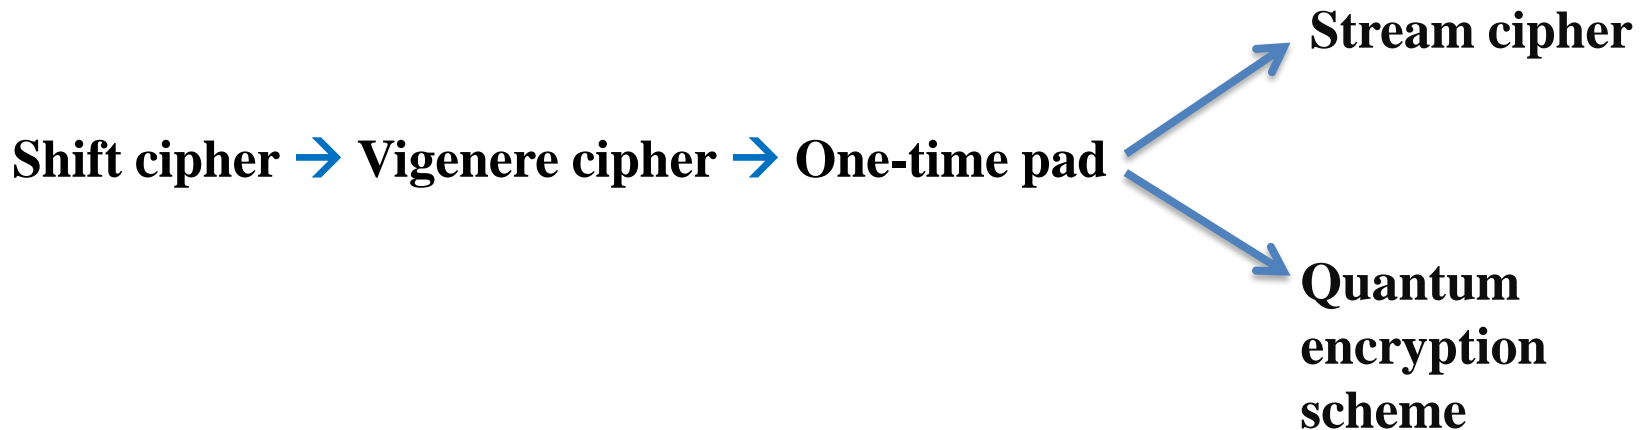 Stream cipher
Shift cipher → Vigenere cipher → One-time pad
Quantum
encryption
scheme